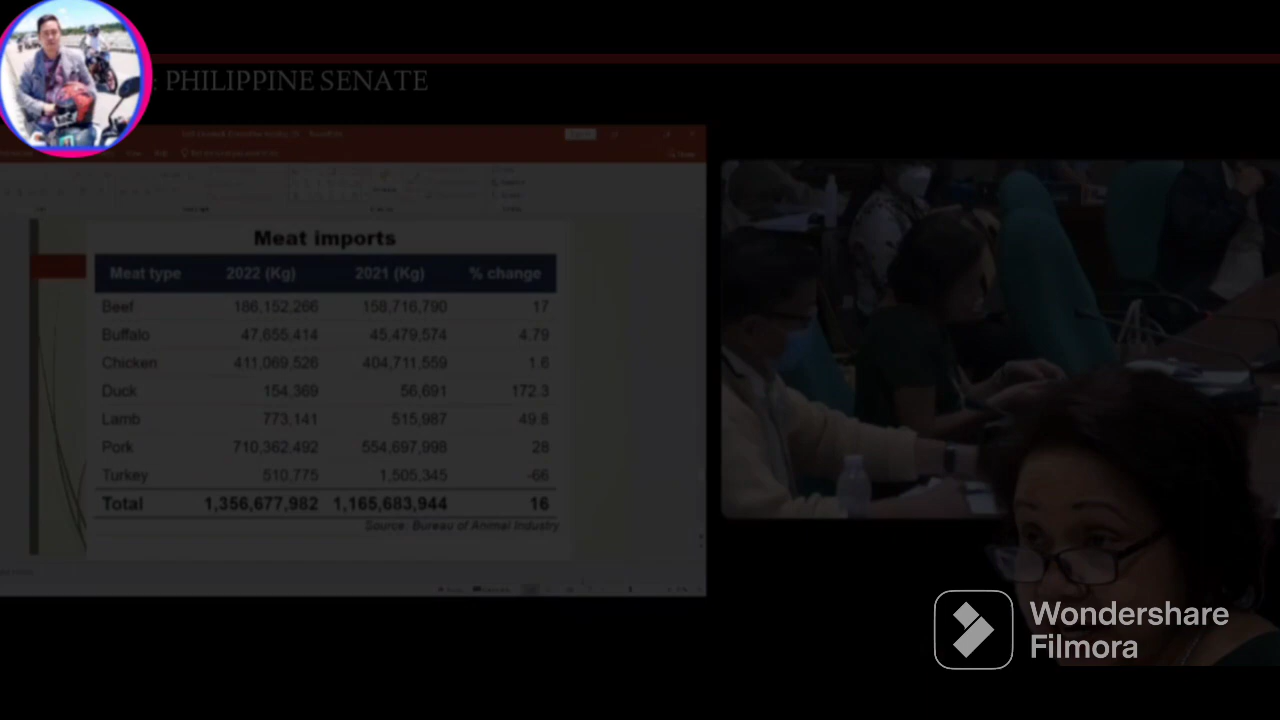 : PHILIPPINE SENATE
Meat imports
Meat type 2022 (Kg) 2021 (Kg) % change
Beef 186,152,266 158,716,790 17
Buffalo 47,655,414 45,479,574 4.79
Chicken 411,069,526 404,711,559 1.6
Duck 154,369 56,691 172.3
Lamb 773,141 515,987 49.8
Pork 710,362,492 554,697,998 28
Turkey 510,775 1,505,345 -66
Total 1,356,677,982 1,165,683,944 16
Source: Bureau of Animal Industry
Wondershare
Filmora